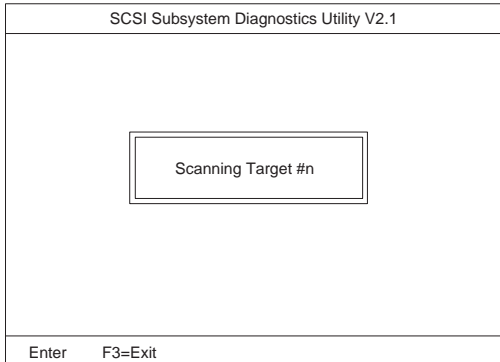 SCSI Subsystem Diagnostics Utility V2.1
Scanning Target #n
Enter F3=Exit